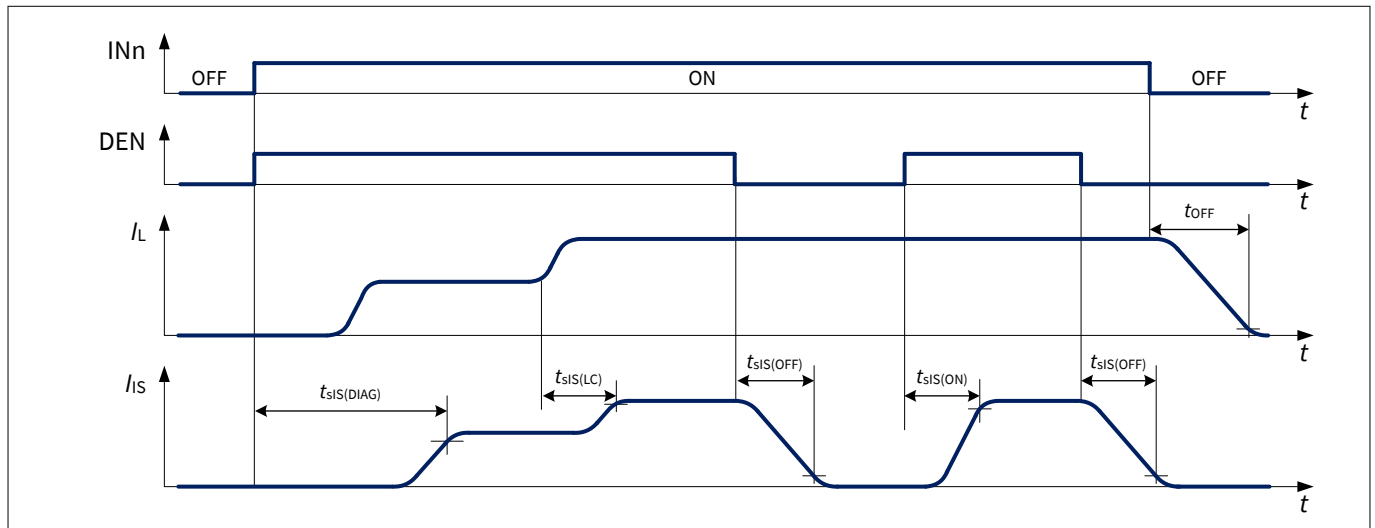 INn
OFF ON OFF
t
DEN
t
IL
tOFF
t
IIS
tsIS(DIAG) tsIS(LC) tsIS(OFF) tsIS(ON) tsIS(OFF)
t